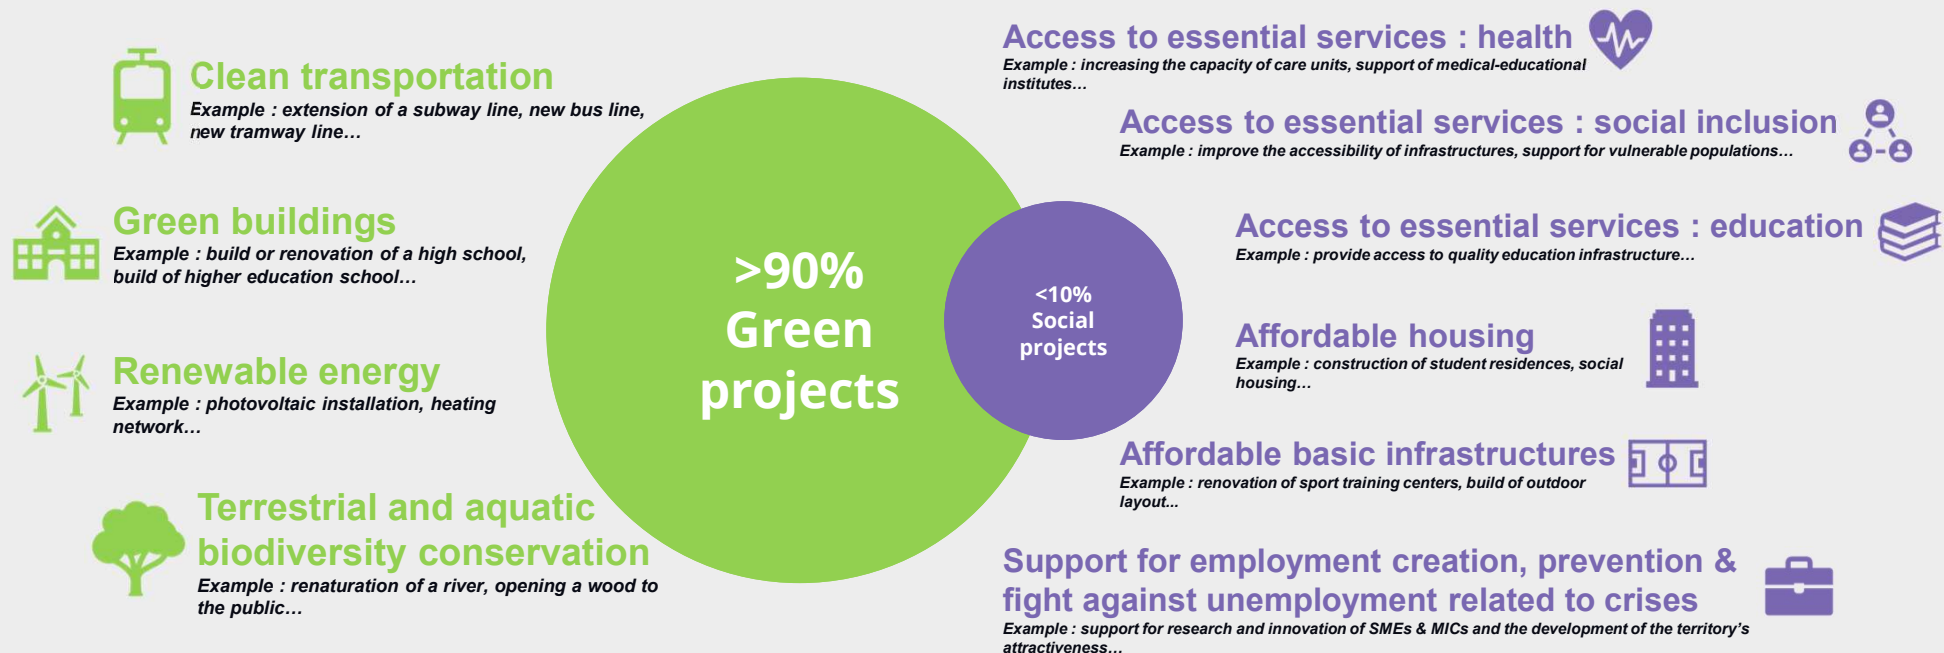 Clean transportation
Example : extension of a subway line, new bus line,
new tramway line…
Green buildings
Example : build or renovation of a high school,
build of higher education school…
Renewable energy
Example : photovoltaic installation, heating
network…
Terrestrial and aquatic
biodiversity conservation
Example : renaturation of a river, opening a wood to
the public…
>90%
Green
projects
<10%
Social
projects
Access to essential services : health
Example : increasing the capacity of care units, support of medical-educational
institutes…
Access to essential services : social inclusion
Example : improve the accessibility of infrastructures, support for vulnerable populations…
Access to essential services : education
Example : provide access to quality education infrastructure…
Affordable housing
Example : construction of student residences, social
housing…
Affordable basic infrastructures
Example : renovation of sport training centers, build of outdoor
layout...
Support for employment creation, prevention &
fight against unemployment related to crises
Example : support for research and innovation of SMEs & MICs and the development of the territory's
attractiveness…